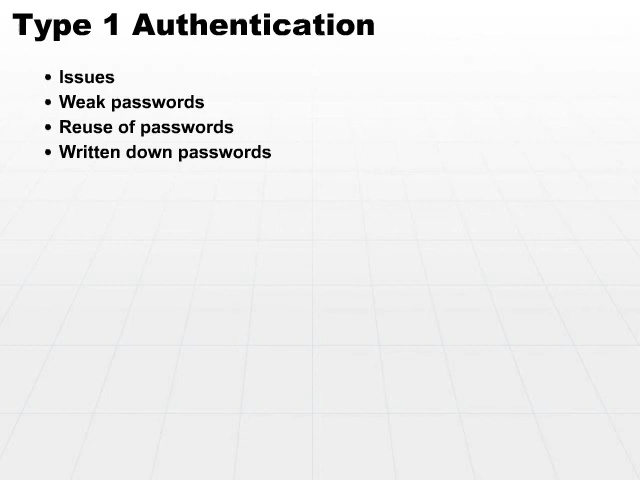 Type 1 Authentication
• Issues
• Weak passwords
• Reuse of passwords
• Written down passwords